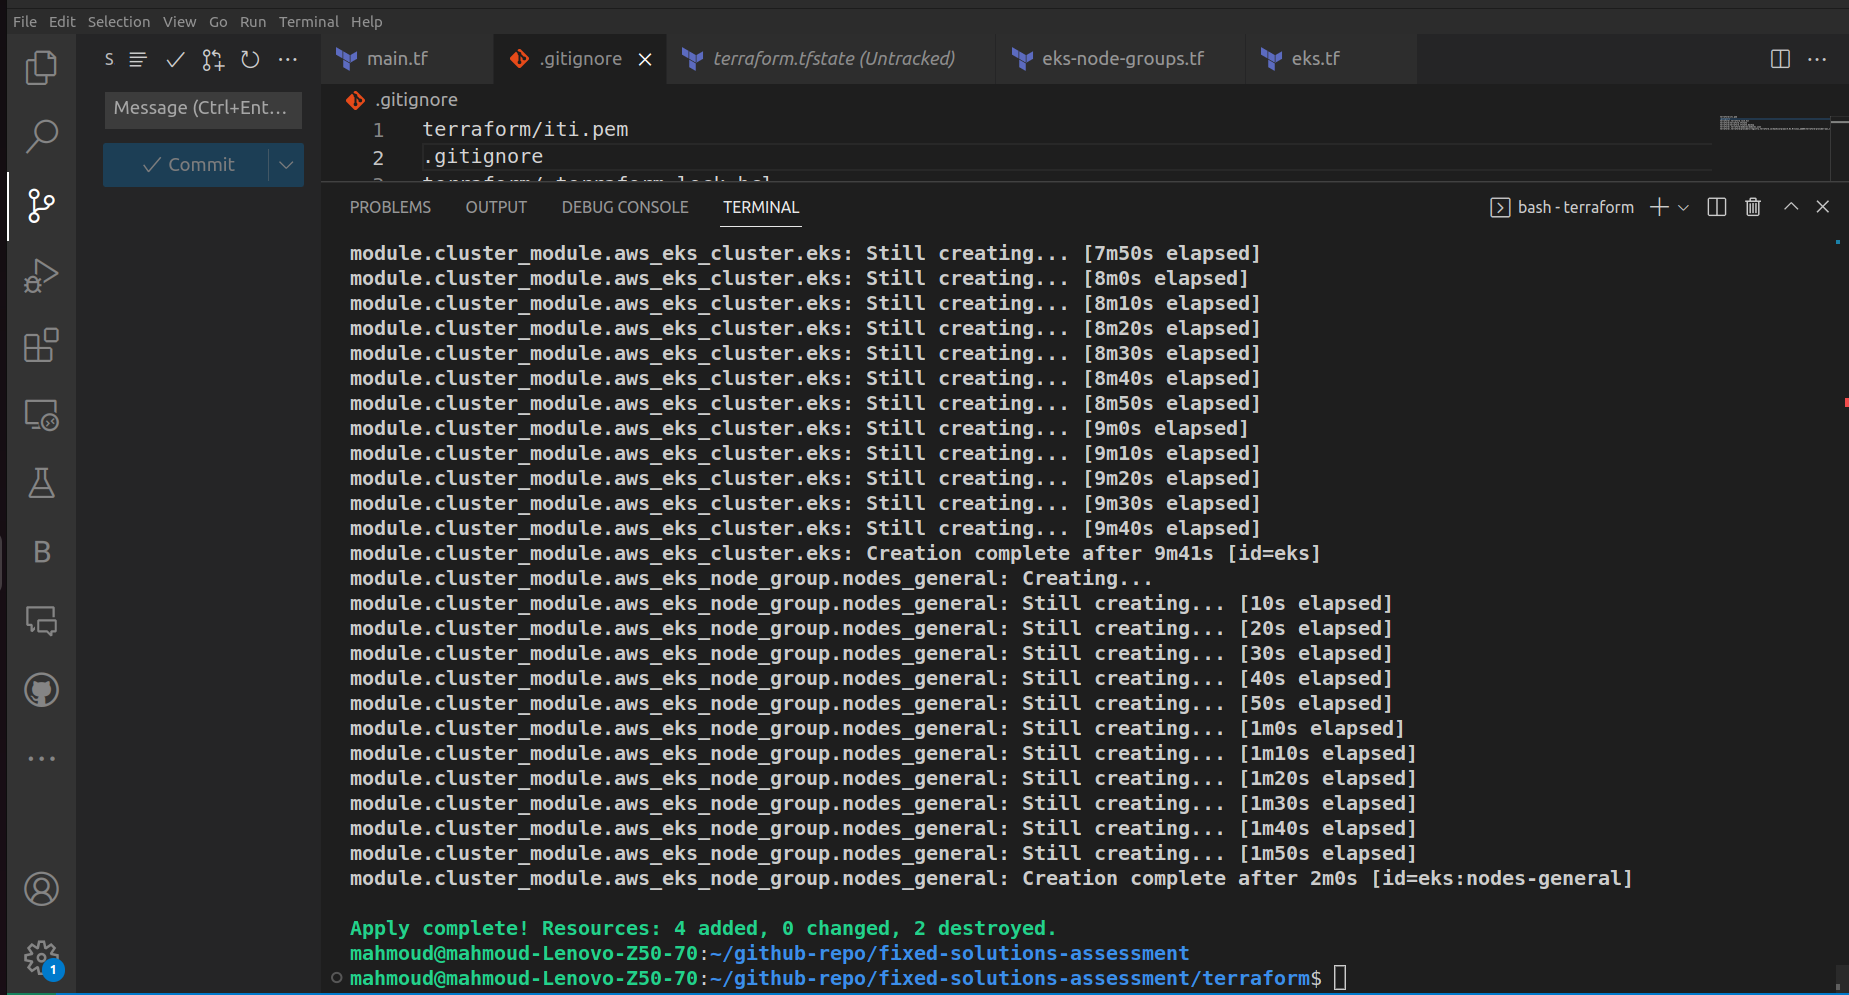 File Edit Selection View Go Run Terminal Help
S
main.tf
.gitignore
terraform.tfstate (Untracked)
eks-node-groups.tf
eks.tf
Message (Ctrl+Ent...
Commit
.gitignore
1 terraform/iti.pem
2 .gitignore
PROBLEMS OUTPUT DEBUG CONSOLE TERMINAL
bash - terraform
module.cluster_module.aws_eks_cluster.eks: Still creating... [7m50s elapsed]
module.cluster_module.aws_eks_cluster.eks: Still creating... [8m0s elapsed]
module.cluster_module.aws_eks_cluster.eks: Still creating... [8m10s elapsed]
module.cluster_module.aws_eks_cluster.eks: Still creating... [8m20s elapsed]
module.cluster_module.aws_eks_cluster.eks: Still creating... [8m30s elapsed]
module.cluster_module.aws_eks_cluster.eks: Still creating... [8m40s elapsed]
module.cluster_module.aws_eks_cluster.eks: Still creating... [8m50s elapsed]
module.cluster_module.aws_eks_cluster.eks: Still creating... [9m0s elapsed]
module.cluster_module.aws_eks_cluster.eks: Still creating... [9m10s elapsed]
module.cluster_module.aws_eks_cluster.eks: Still creating... [9m20s elapsed]
module.cluster_module.aws_eks_cluster.eks: Still creating... [9m30s elapsed]
module.cluster_module.aws_eks_cluster.eks: Still creating... [9m40s elapsed]
module.cluster_module.aws_eks_cluster.eks: Creation complete after 9m41s [id=eks]
module.cluster_module.aws_eks_node_group.nodes_general: Creating...
module.cluster_module.aws_eks_node_group.nodes_general: Still creating... [10s elapsed]
module.cluster_module.aws_eks_node_group.nodes_general: Still creating... [20s elapsed]
module.cluster_module.aws_eks_node_group.nodes_general: Still creating... [30s elapsed]
module.cluster_module.aws_eks_node_group.nodes_general: Still creating... [40s elapsed]
module.cluster_module.aws_eks_node_group.nodes_general: Still creating... [50s elapsed]
module.cluster_module.aws_eks_node_group.nodes_general: Still creating... [1m0s elapsed]
module.cluster_module.aws_eks_node_group.nodes_general: Still creating... [1m10s elapsed]
module.cluster_module.aws_eks_node_group.nodes_general: Still creating... [1m20s elapsed]
module.cluster_module.aws_eks_node_group.nodes_general: Still creating... [1m30s elapsed]
module.cluster_module.aws_eks_node_group.nodes_general: Still creating... [1m40s elapsed]
module.cluster_module.aws_eks_node_group.nodes_general: Still creating... [1m50s elapsed]
module.cluster_module.aws_eks_node_group.nodes_general: Creation complete after 2m0s [id=eks:nodes-general]
Apply complete! Resources: 4 added, 0 changed, 2 destroyed.
mahmoud@mahmoud-Lenovo-Z50-70:~/github-repo/fixed-solutions-assessment
mahmoud@mahmoud-Lenovo-Z50-70:~/github-repo/fixed-solutions-assessment/terraform$
B
1